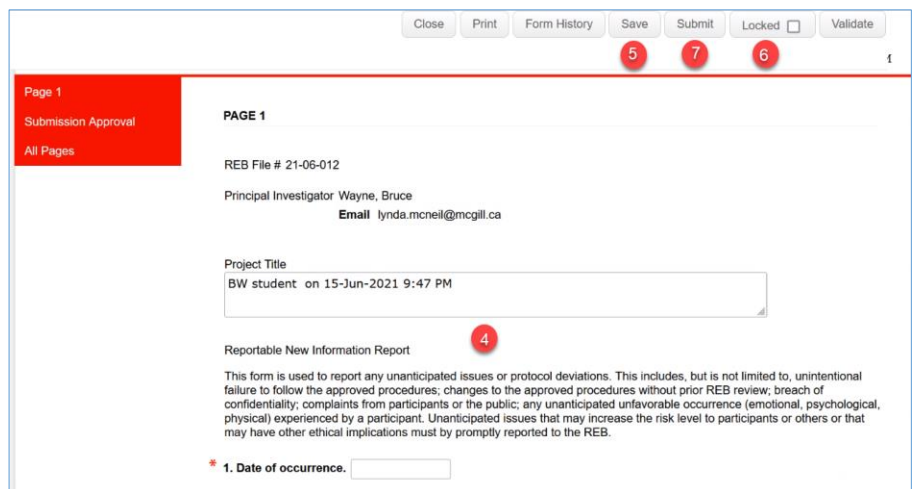 Close Print Form History Save Submit Locked Validate
5 7 6
Page 1
Submission Approval
All Pages
PAGE 1
REB File # 21-06-012
Principal Investigator Wayne, Bruce
Email lynda.mcneil@mcgill.ca
Project Title
BW student on 15-Jun-2021 9:47 PM
4
Reportable New Information Report
This form is used to report any unanticipated issues or protocol deviations. This includes, but is not limited to, unintentional
failure to follow the approved procedures; changes to the approved procedures without prior REB review; breach of
confidentiality; complaints from participants or the public; any unanticipated unfavorable occurrence (emotional, psychological,
physical) experienced by a participant. Unanticipated issues that may increase the risk level to participants or others or that
may have other ethical implications must by promptly reported to the REB.
* 1. Date of occurrence.